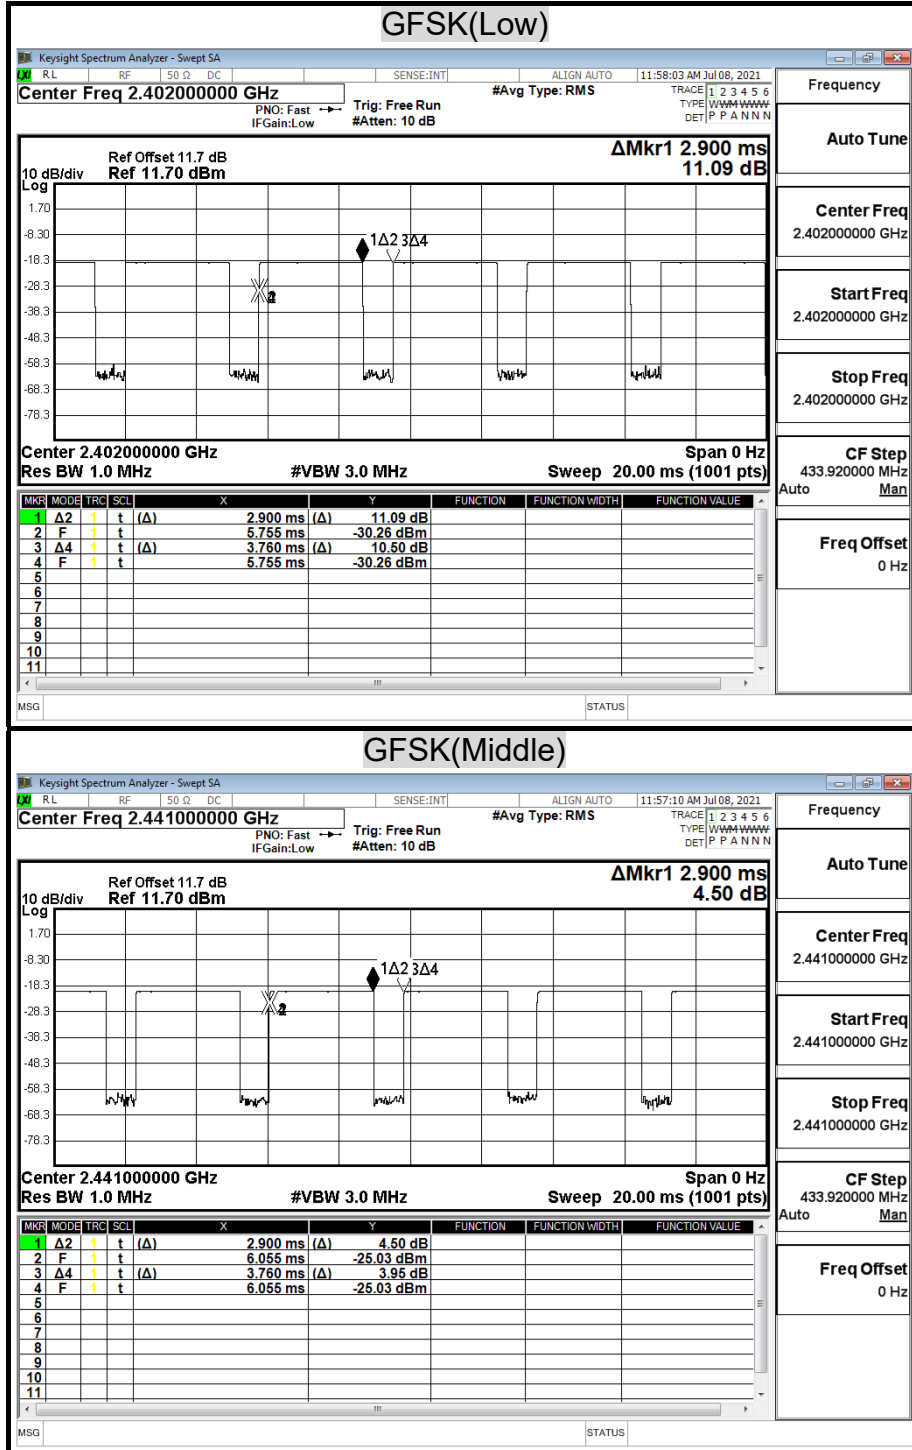 GFSK(Low)
Keysight Spectrum Analyzer - Swept SA
LXI RL RF 50 Ω DC SENSE:INT ALIGN AUTO 11:58:03 AM Jul 08, 2021
Center Freq 2.402000000 GHz #Avg Type: RMS TRACE 1 2 3 4 5 6
PNO: Fast Trig: Free Run TYPE WWMWWWW
IFGain:Low #Atten: 10 dB DET P P A N N N
Frequency
Auto Tune
Center Freq
2.402000000 GHz
Start Freq
2.402000000 GHz
Stop Freq
2.402000000 GHz
CF Step
433.920000 MHz
Auto Man
Freq Offset
0 Hz
ΔMkr1 2.900 ms
11.09 dB
Ref Offset 11.7 dB
10 dB/div Ref 11.70 dBm
Log
1.70
-8.30
-18.3
-28.3
-38.3
-48.3
-58.3
-68.3
-78.3
1Δ2 3Δ4
Center 2.402000000 GHz Span 0 Hz
Res BW 1.0 MHz #VBW 3.0 MHz Sweep 20.00 ms (1001 pts)
MKR MODE TRC SCL X Y FUNCTION FUNCTION WIDTH FUNCTION VALUE
1 Δ2 1 t (Δ) 2.900 ms (Δ) 11.09 dB
2 F 1 t 5.755 ms -30.26 dBm
3 Δ4 1 t (Δ) 3.760 ms (Δ) 10.50 dB
4 F 1 t 5.755 ms -30.26 dBm
5
6
7
8
9
10
11
MSG STATUS
GFSK(Middle)
Keysight Spectrum Analyzer - Swept SA
LXI RL RF 50 Ω DC SENSE:INT ALIGN AUTO 11:57:10 AM Jul 08, 2021
Center Freq 2.441000000 GHz #Avg Type: RMS TRACE 1 2 3 4 5 6
PNO: Fast Trig: Free Run TYPE WWMWWWW
IFGain:Low #Atten: 10 dB DET P P A N N N
Frequency
Auto Tune
Center Freq
2.441000000 GHz
Start Freq
2.441000000 GHz
Stop Freq
2.441000000 GHz
CF Step
433.920000 MHz
Auto Man
Freq Offset
0 Hz
ΔMkr1 2.900 ms
4.50 dB
Ref Offset 11.7 dB
10 dB/div Ref 11.70 dBm
Log
1.70
-8.30
-18.3
-28.3
-38.3
-48.3
-58.3
-68.3
-78.3
1Δ2 3Δ4
Center 2.441000000 GHz Span 0 Hz
Res BW 1.0 MHz #VBW 3.0 MHz Sweep 20.00 ms (1001 pts)
MKR MODE TRC SCL X Y FUNCTION FUNCTION WIDTH FUNCTION VALUE
1 Δ2 1 t (Δ) 2.900 ms (Δ) 4.50 dB
2 F 1 t 6.055 ms -25.03 dBm
3 Δ4 1 t (Δ) 3.760 ms (Δ) 3.95 dB
4 F 1 t 6.055 ms -25.03 dBm
5
6
7
8
9
10
11
MSG STATUS